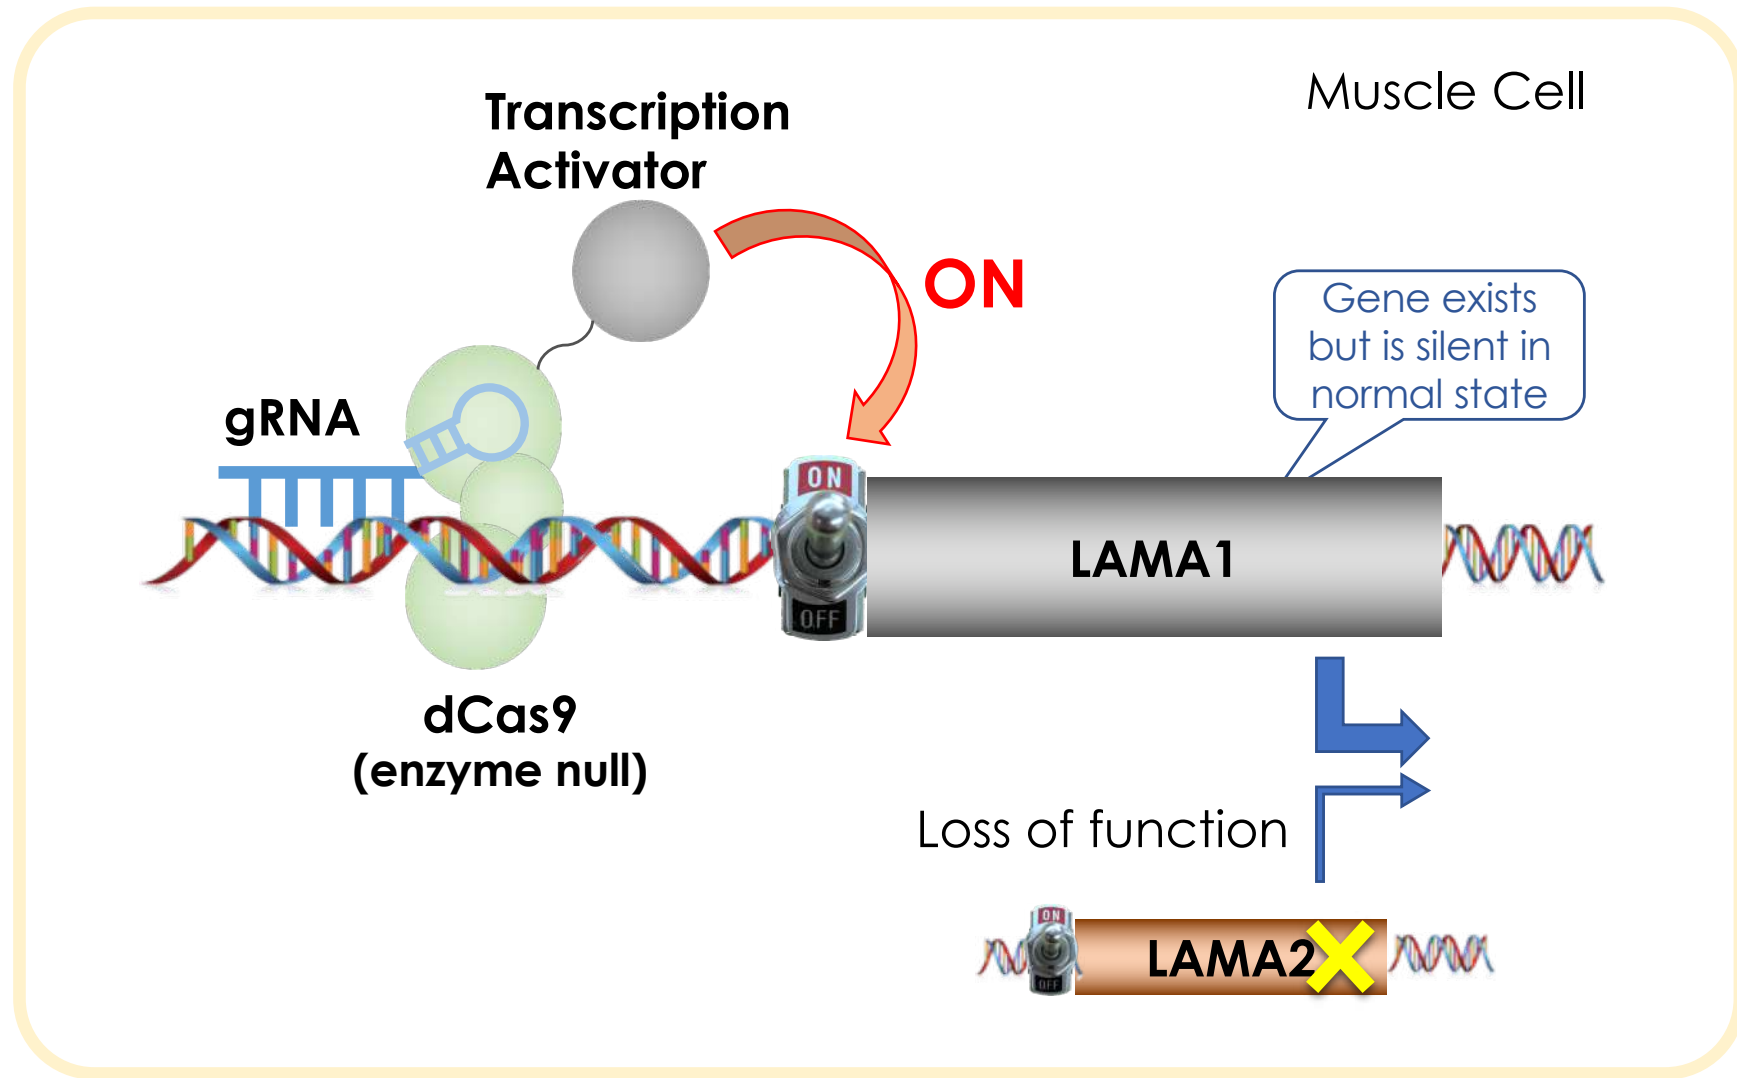 Muscle Cell
Transcription
Activator
ON
Gene exists
but is silent in
normal state
gRNA
ON
OFF
LAMA1
dCas9
(enzyme null)
Loss of function
ON
OFF
LAMA2